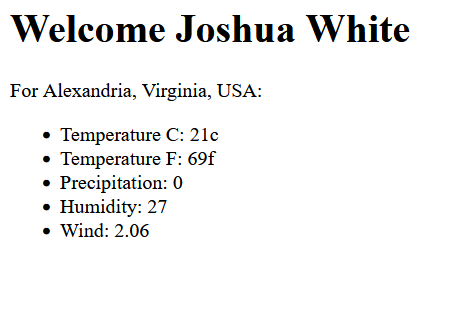 Welcome Joshua White
For Alexandria, Virginia, USA:
• Temperature C: 21c
• Temperature F: 69f
• Precipitation: 0
• Humidity: 27
• Wind: 2.06